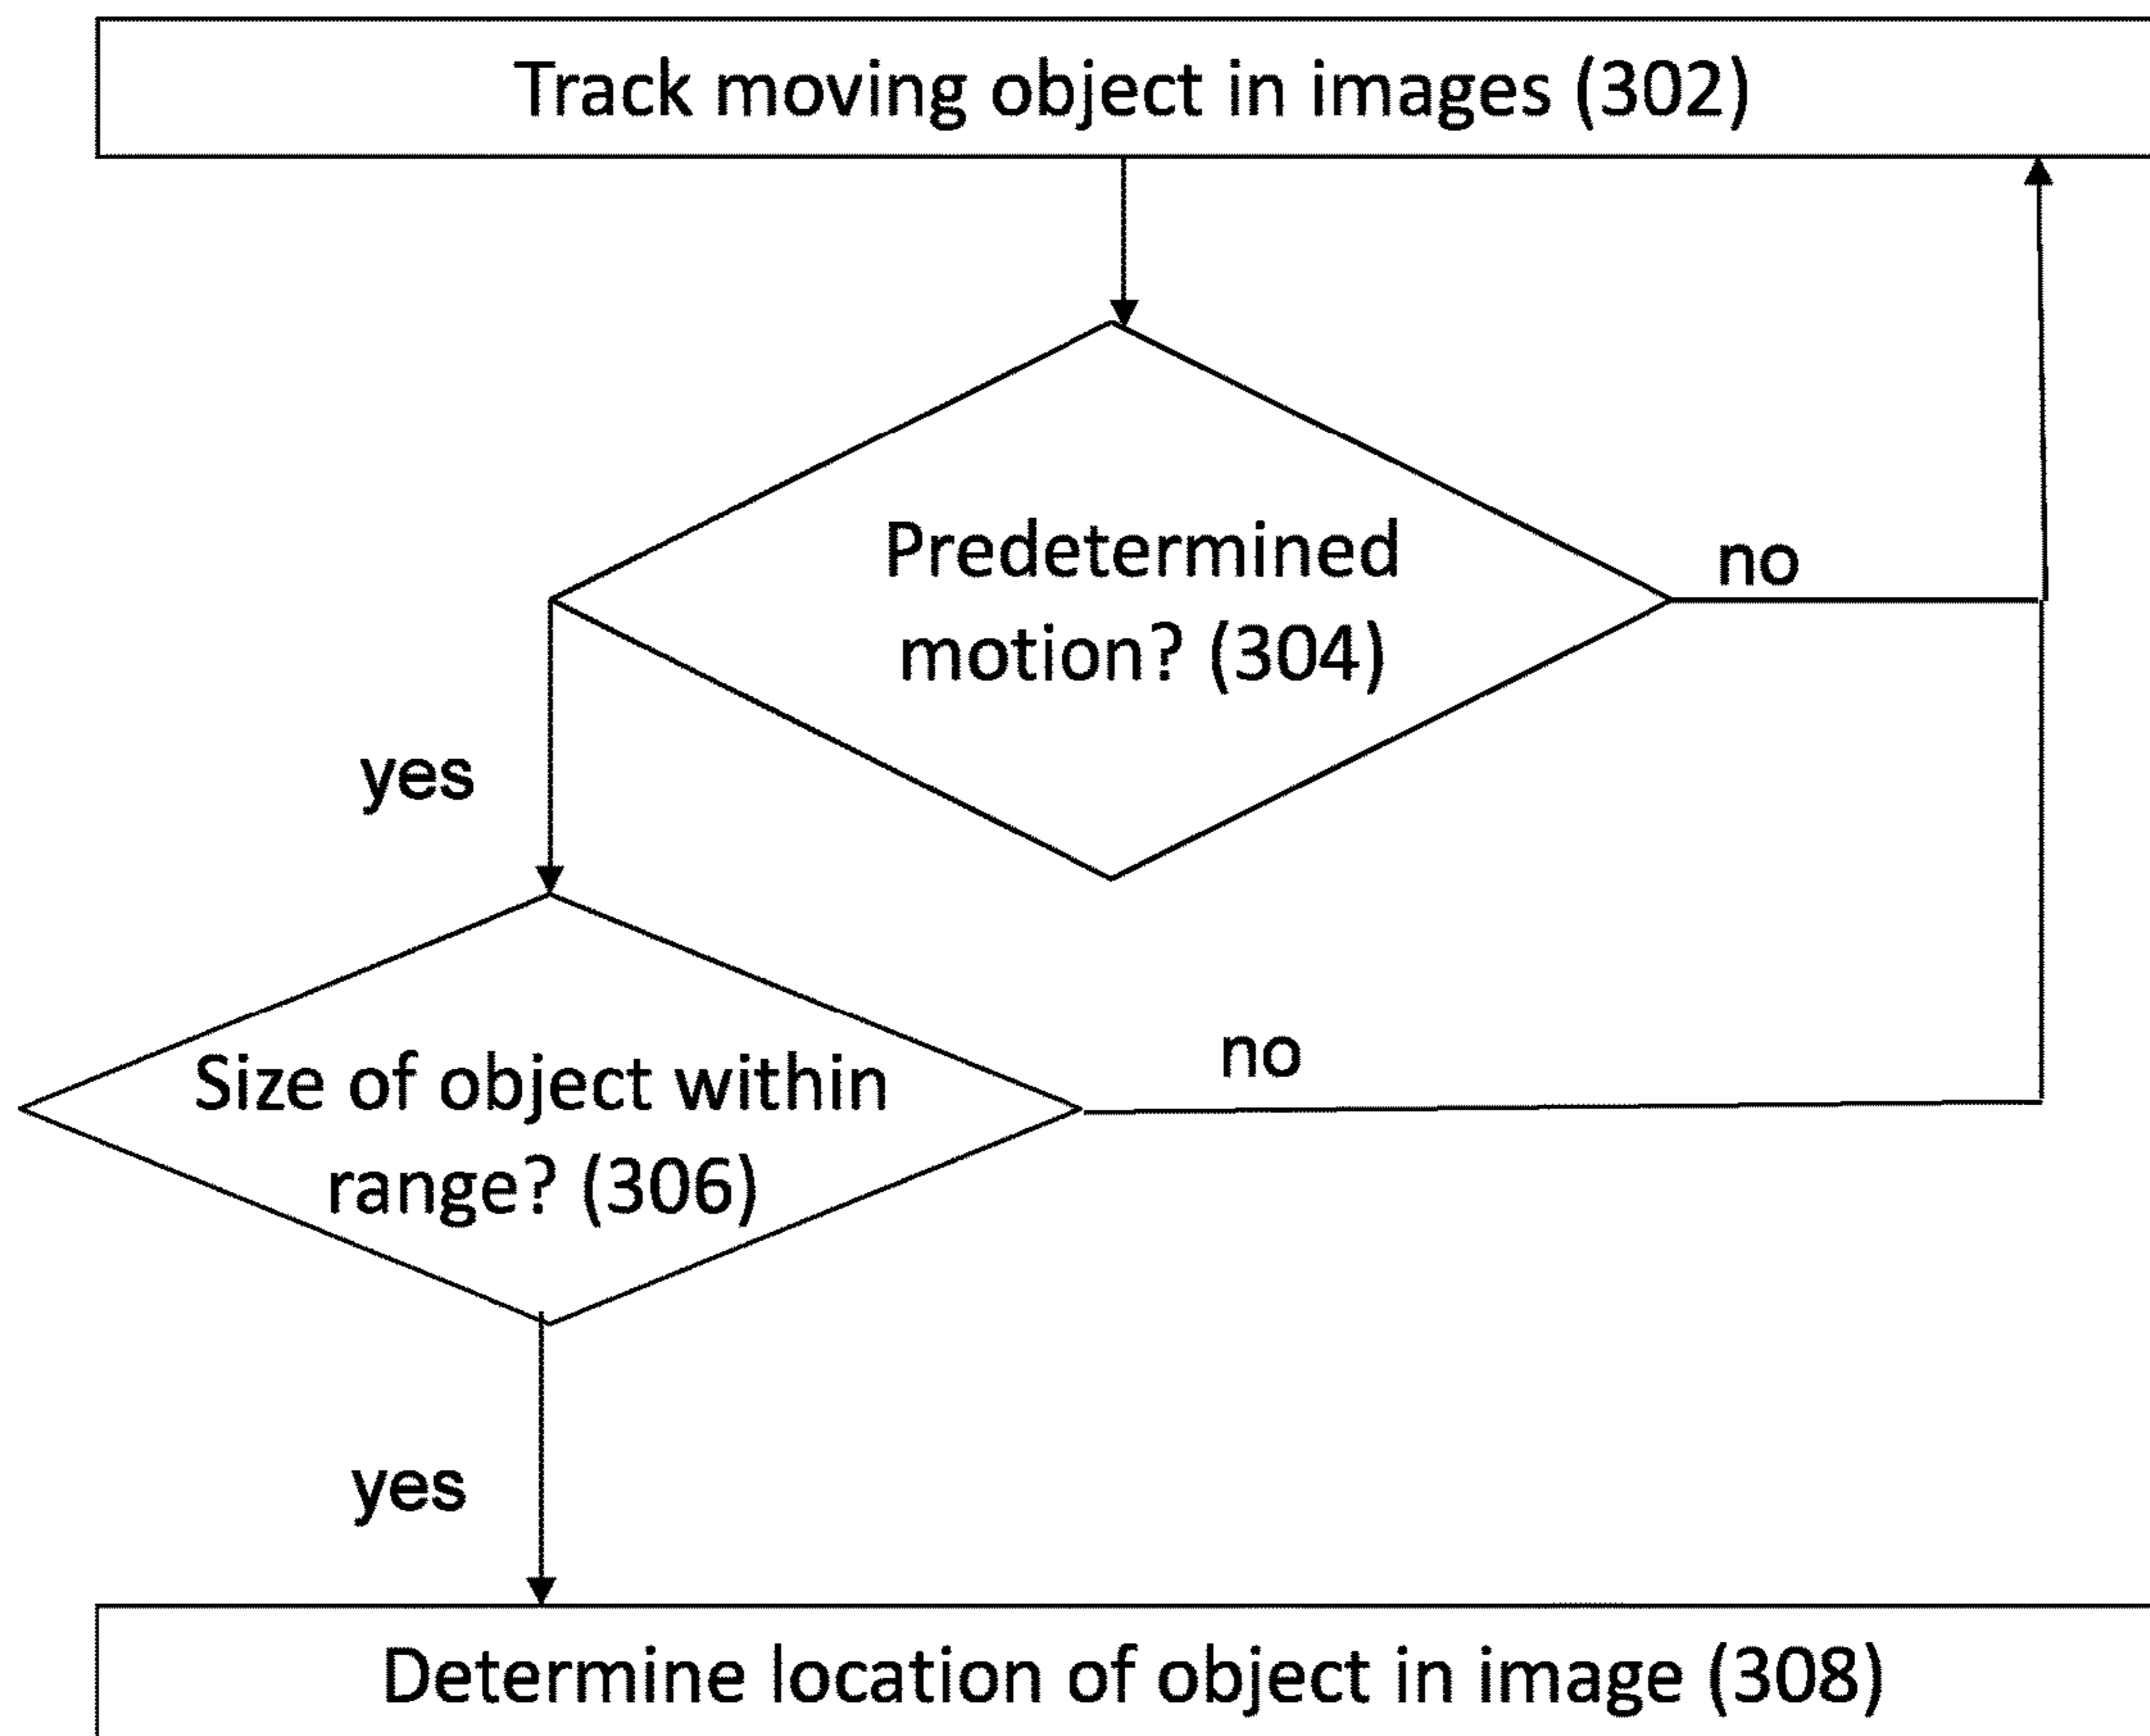 Track moving object in images (302)
Predetermined
motion? (304)
no
yes
Size of object within
range? (306)
no
yes
Determine location of object in image (308)